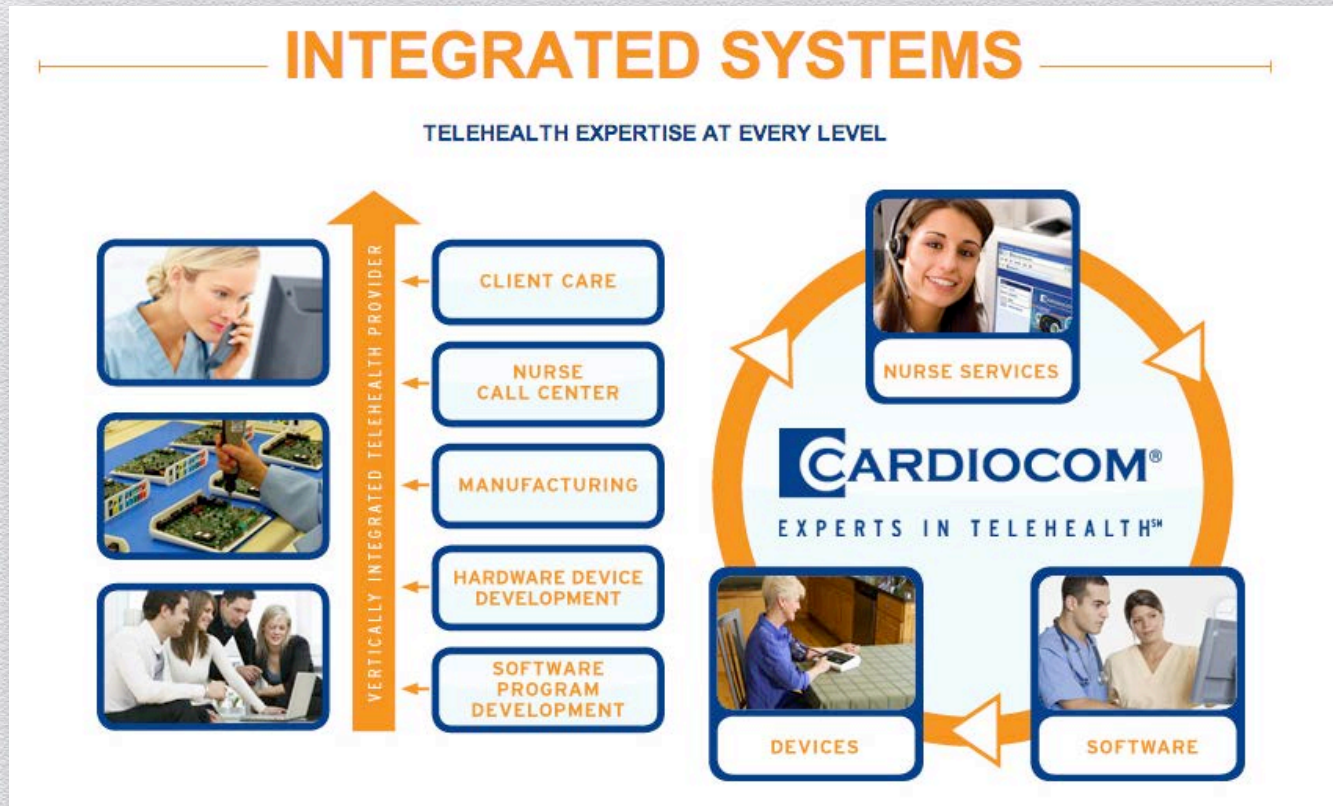 INTEGRATED SYSTEMS
TELEHEALTH EXPERTISE AT EVERY LEVEL
VERTICALLY INTEGRATED TELEHEALTH PROVIDER
CLIENT CARE
NURSE
CALL CENTER
MANUFACTURING
HARDWARE DEVICE
DEVELOPMENT
SOFTWARE
PROGRAM
DEVELOPMENT
NURSE SERVICES
CARDIOCOM®
EXPERTS IN TELEHEALTH℠
DEVICES
SOFTWARE